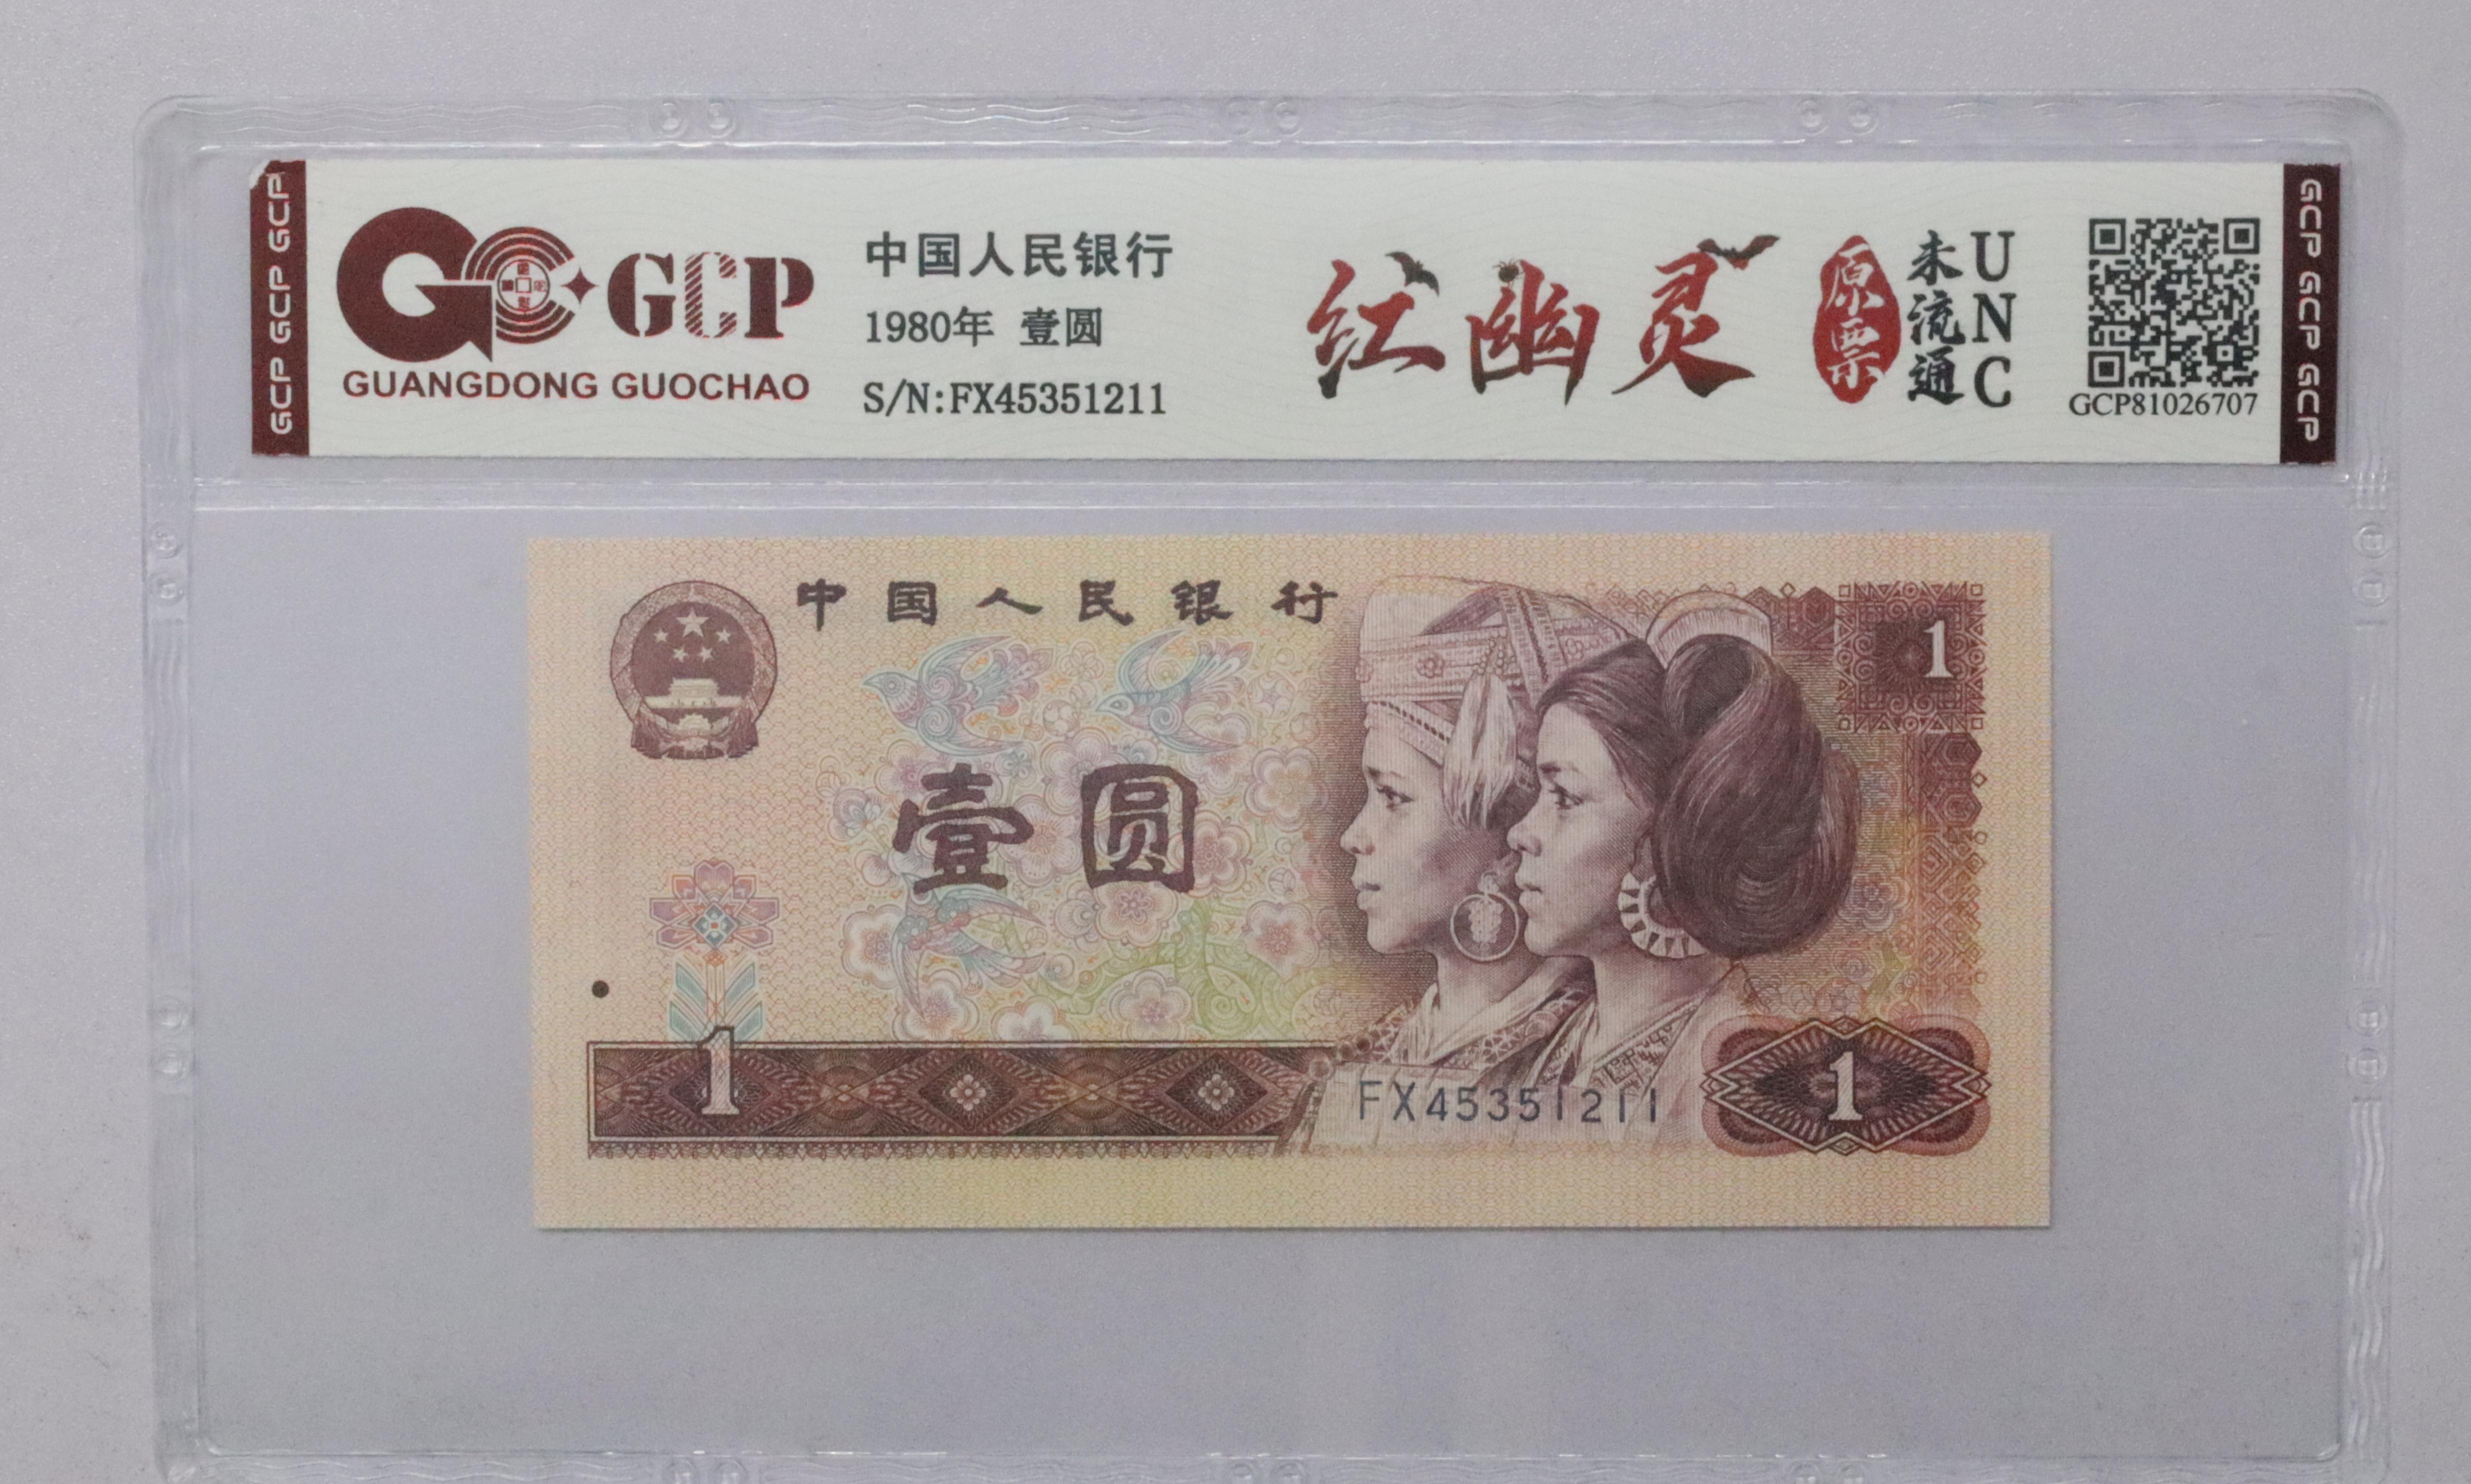 GCP GCP GCP
GCP
GUANGDONG GUOCHAO
中国人民银行
1980年 壹圆
S/N:FX45351211
红幽灵
原票
未流通
UNC
GCP81026707
GCP GCP GCP
中国人民银行
1
壹圆
1
FX45351211
1